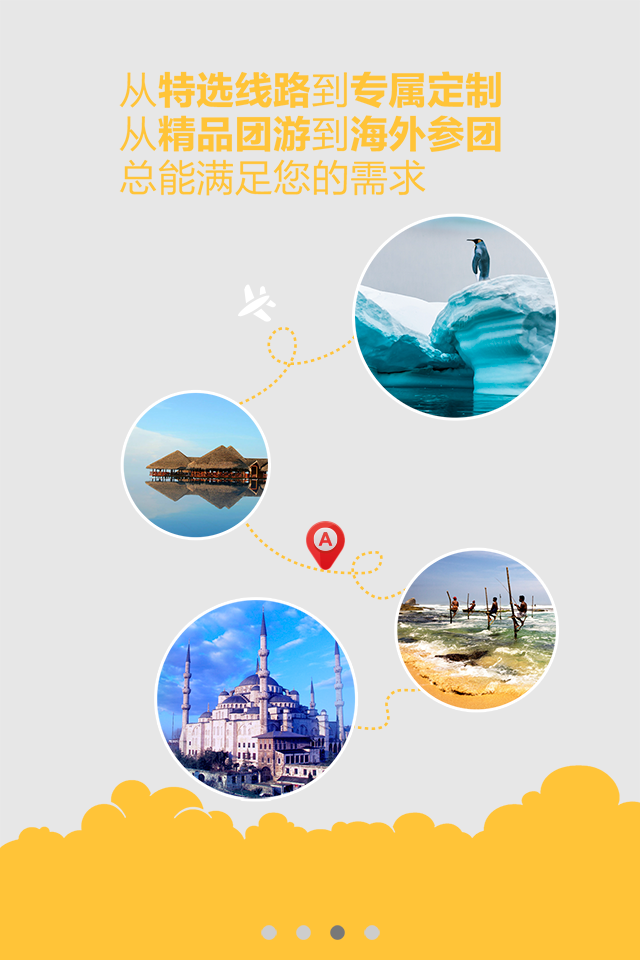 从特选线路到专属定制
从精品团游到海外参团
总能满足您的需求
A